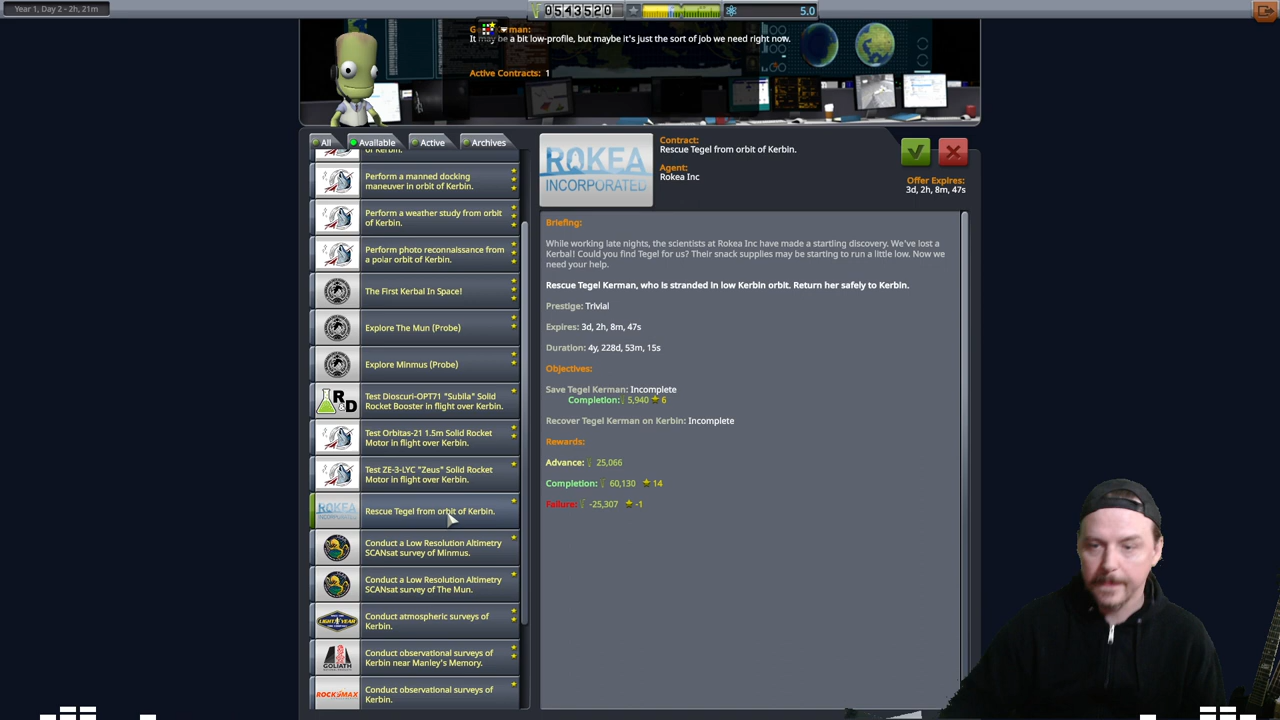 Year 1, Day 2 - 2h, 21m
0543520
5.0
It may be a bit low-profile, but maybe it's just the sort of job we need right now.
Active Contracts: 1
All
Available
Active
Archives
of Kerbin.
Perform a manned docking
maneuver in orbit of Kerbin.
Perform a weather study from orbit
of Kerbin.
Perform photo reconnaissance from
a polar orbit of Kerbin.
The First Kerbal In Space!
Explore The Mun (Probe)
Explore Minmus (Probe)
R&D
Test Dioscuri-OPT71 "Subila" Solid
Rocket Booster in flight over Kerbin.
Test Orbitas-21 1.5m Solid Rocket
Motor in flight over Kerbin.
Test ZE-3-LYC "Zeus" Solid Rocket
Motor in flight over Kerbin.
ROKEA
INCORPORATED
Rescue Tegel from orbit of Kerbin.
Conduct a Low Resolution Altimetry
SCANsat survey of Minmus.
Conduct a Low Resolution Altimetry
SCANsat survey of The Mun.
LIGHT YEAR
Conduct atmospheric surveys of
Kerbin.
GOLIATH
Conduct observational surveys of
Kerbin near Manley's Memory.
ROCKOMAX
Conduct observational surveys of
Kerbin.
ROKEA
INCORPORATED
Contract:
Rescue Tegel from orbit of Kerbin.
Agent:
Rokea Inc
Offer Expires:
3d, 2h, 8m, 47s
Briefing:
While working late nights, the scientists at Rokea Inc have made a startling discovery. We've lost a
Kerbal! Could you find Tegel for us? Their snack supplies may be starting to run a little low. Now we
need your help.
Rescue Tegel Kerman, who is stranded in low Kerbin orbit. Return her safely to Kerbin.
Prestige: Trivial
Expires: 3d, 2h, 8m, 47s
Duration: 4y, 228d, 53m, 15s
Objectives:
Save Tegel Kerman: Incomplete
Completion: 5,940 6
Recover Tegel Kerman on Kerbin: Incomplete
Rewards:
Advance: 25,066
Completion: 60,130 14
Failure: -25,307 -1